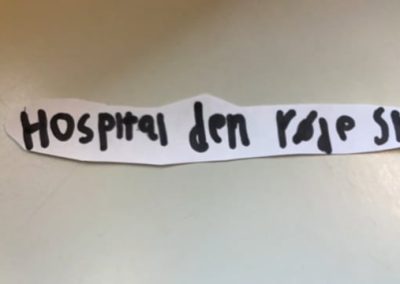 Hospital den røde